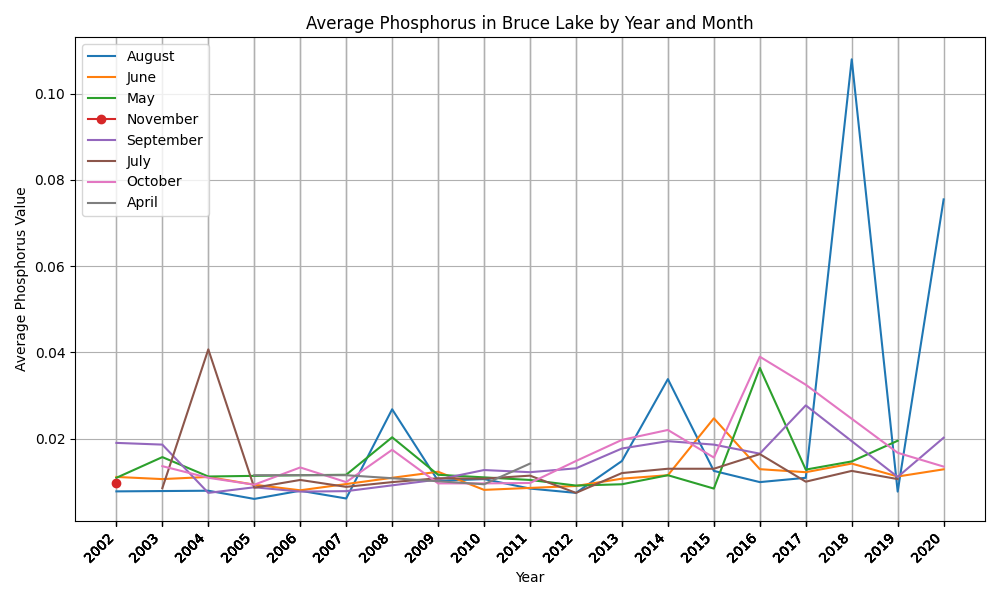 Average Phosphorus in Bruce Lake by Year and Month
August
June
May
November
September
July
October
April
Average Phosphorus Value
0.10
0.08
0.06
0.04
0.02
2002 2003 2004 2005 2006 2007 2008 2009 2010 2011 2012 2013 2014 2015 2016 2017 2018 2019 2020
Year